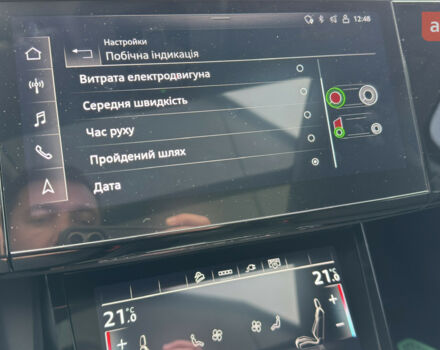 12:48
Настройки
Побічна індикація
Витрата електродвигуна
Середня швидкість
Час руху
Пройдений шлях
Дата
21.0 °C
21.0 °C
a